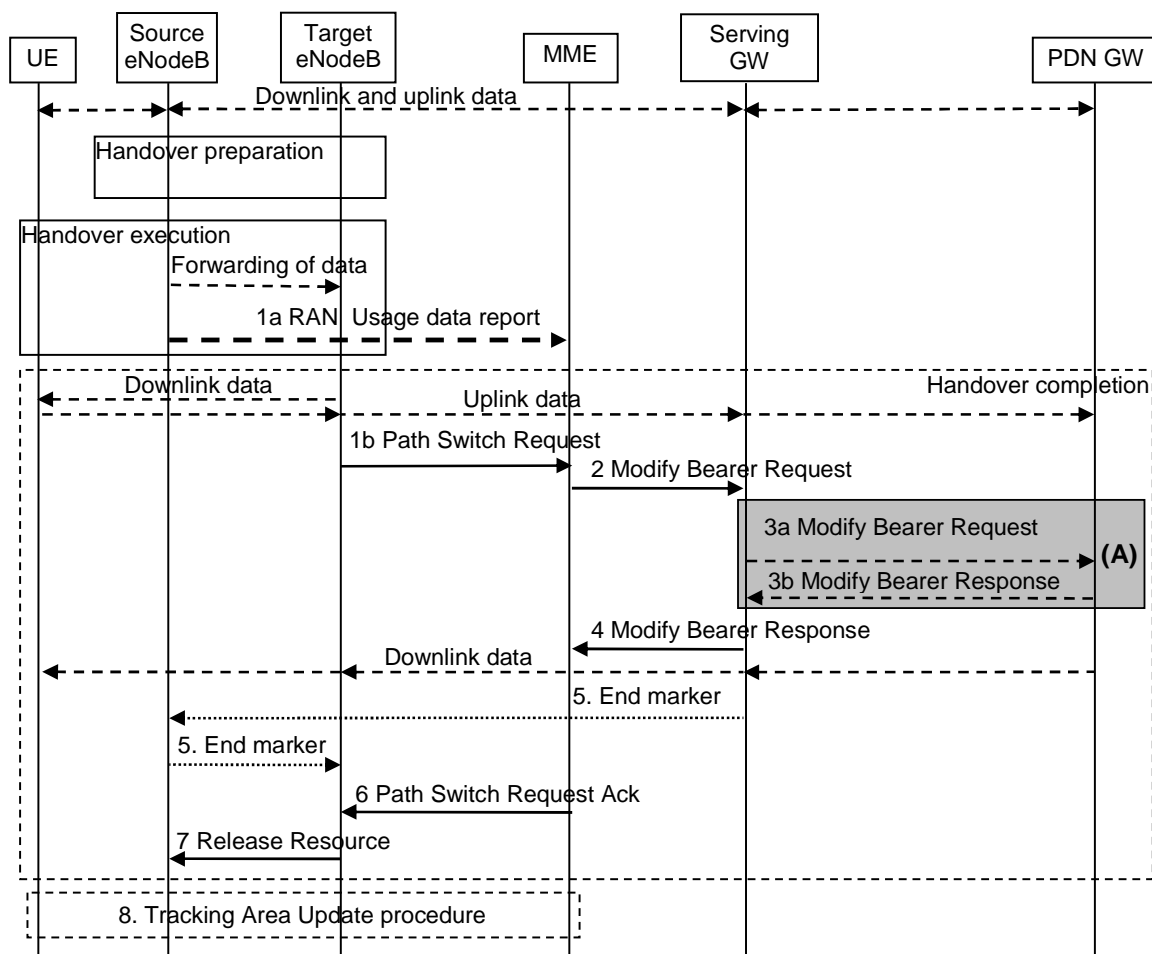 UE
Source
eNodeB
Target
eNodeB
MME
Serving
GW
PDN GW
Downlink and uplink data
Handover preparation
Handover execution
Forwarding of data
1a RAN Usage data report
Downlink data
Handover completion
Uplink data
1b Path Switch Request
2 Modify Bearer Request
3a Modify Bearer Request
(A)
3b Modify Bearer Response
4 Modify Bearer Response
Downlink data
5. End marker
5. End marker
6 Path Switch Request Ack
7 Release Resource
8. Tracking Area Update procedure